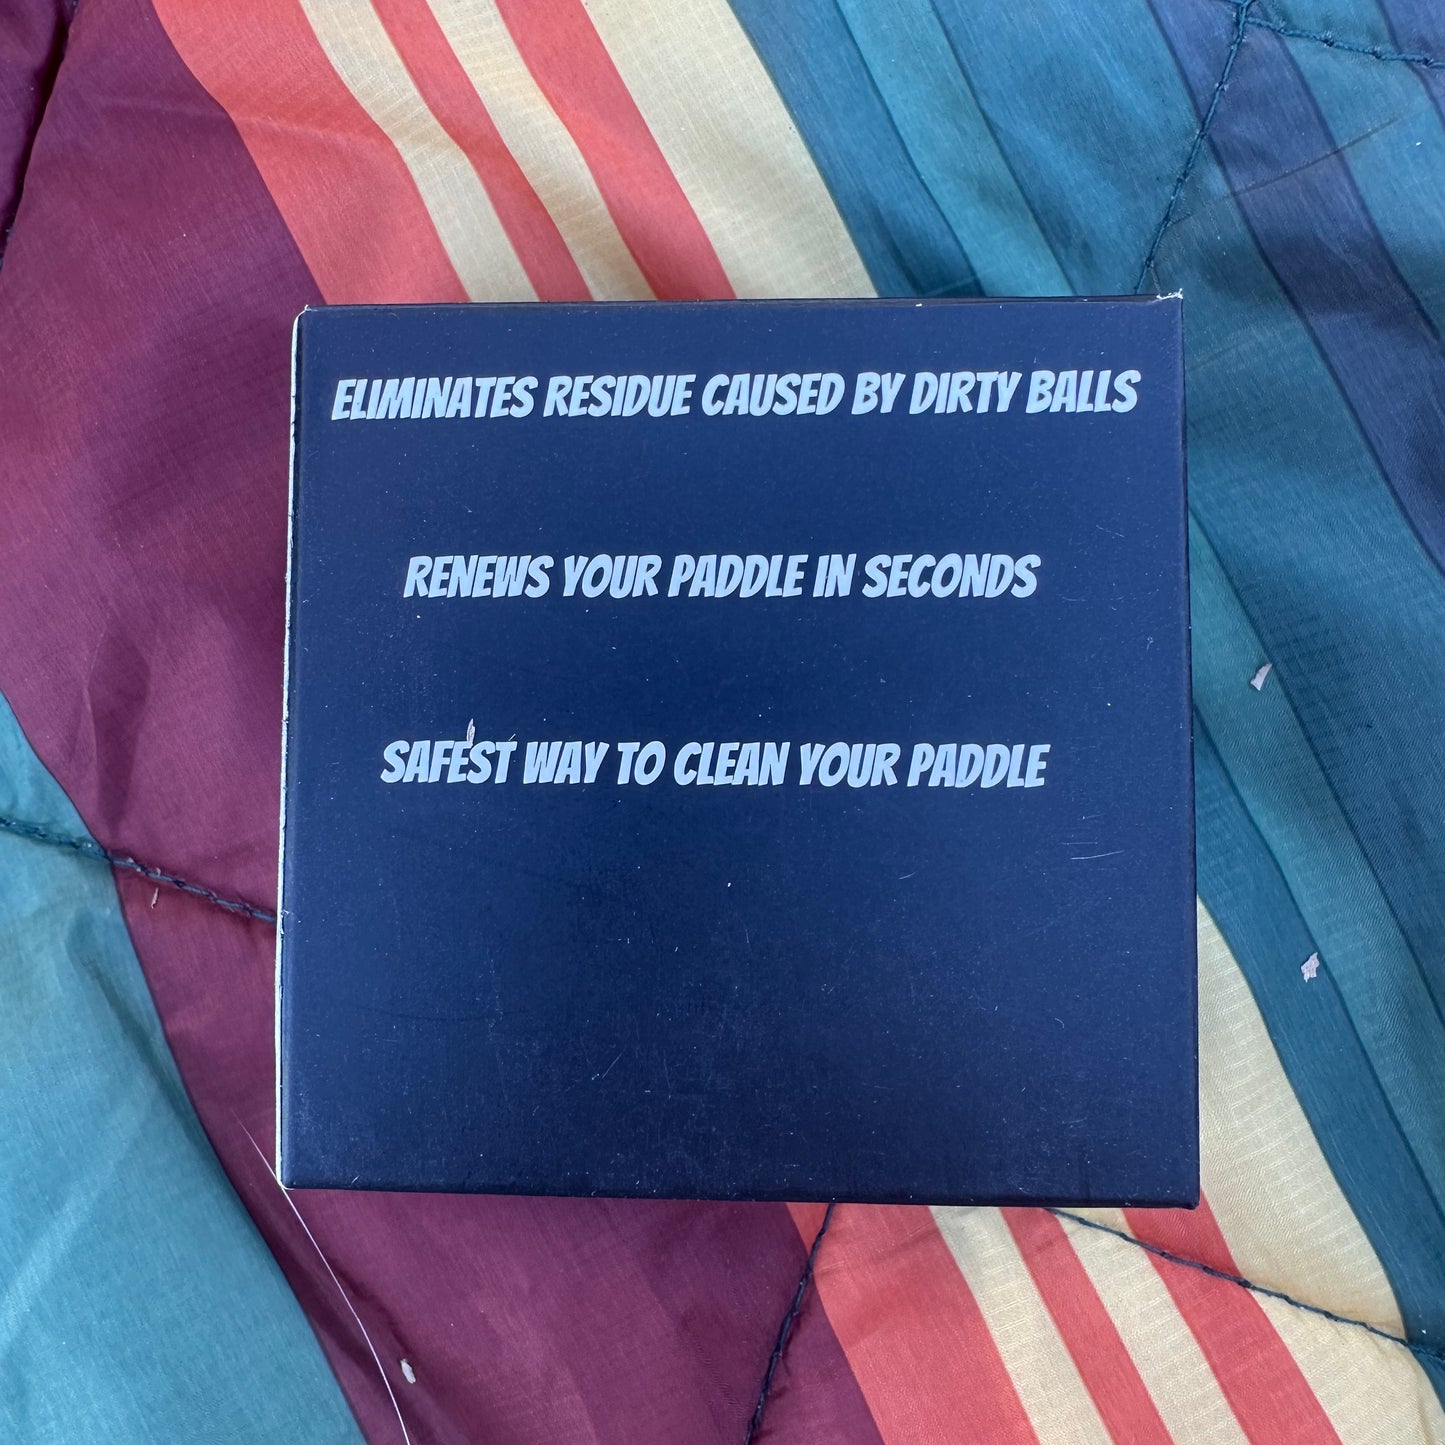 ELIMINATES RESIDUE CAUSED BY DIRTY BALLS
RENEWS YOUR PADDLE IN SECONDS
SAFEST WAY TO CLEAN YOUR PADDLE